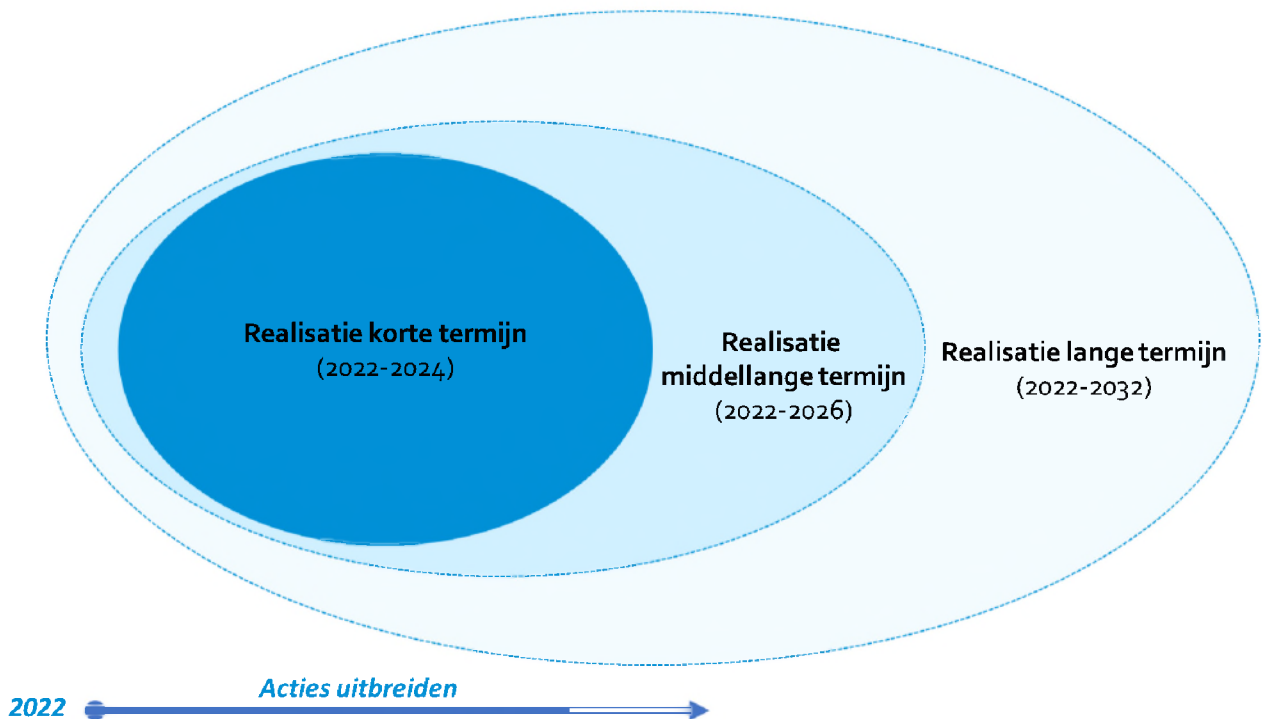 Realisatie korte termijn
(2022-2024)
Realisatie
middellange termijn
(2022-2026)
Realisatie lange termijn
(2022-2032)
Acties uitbreiden
2022